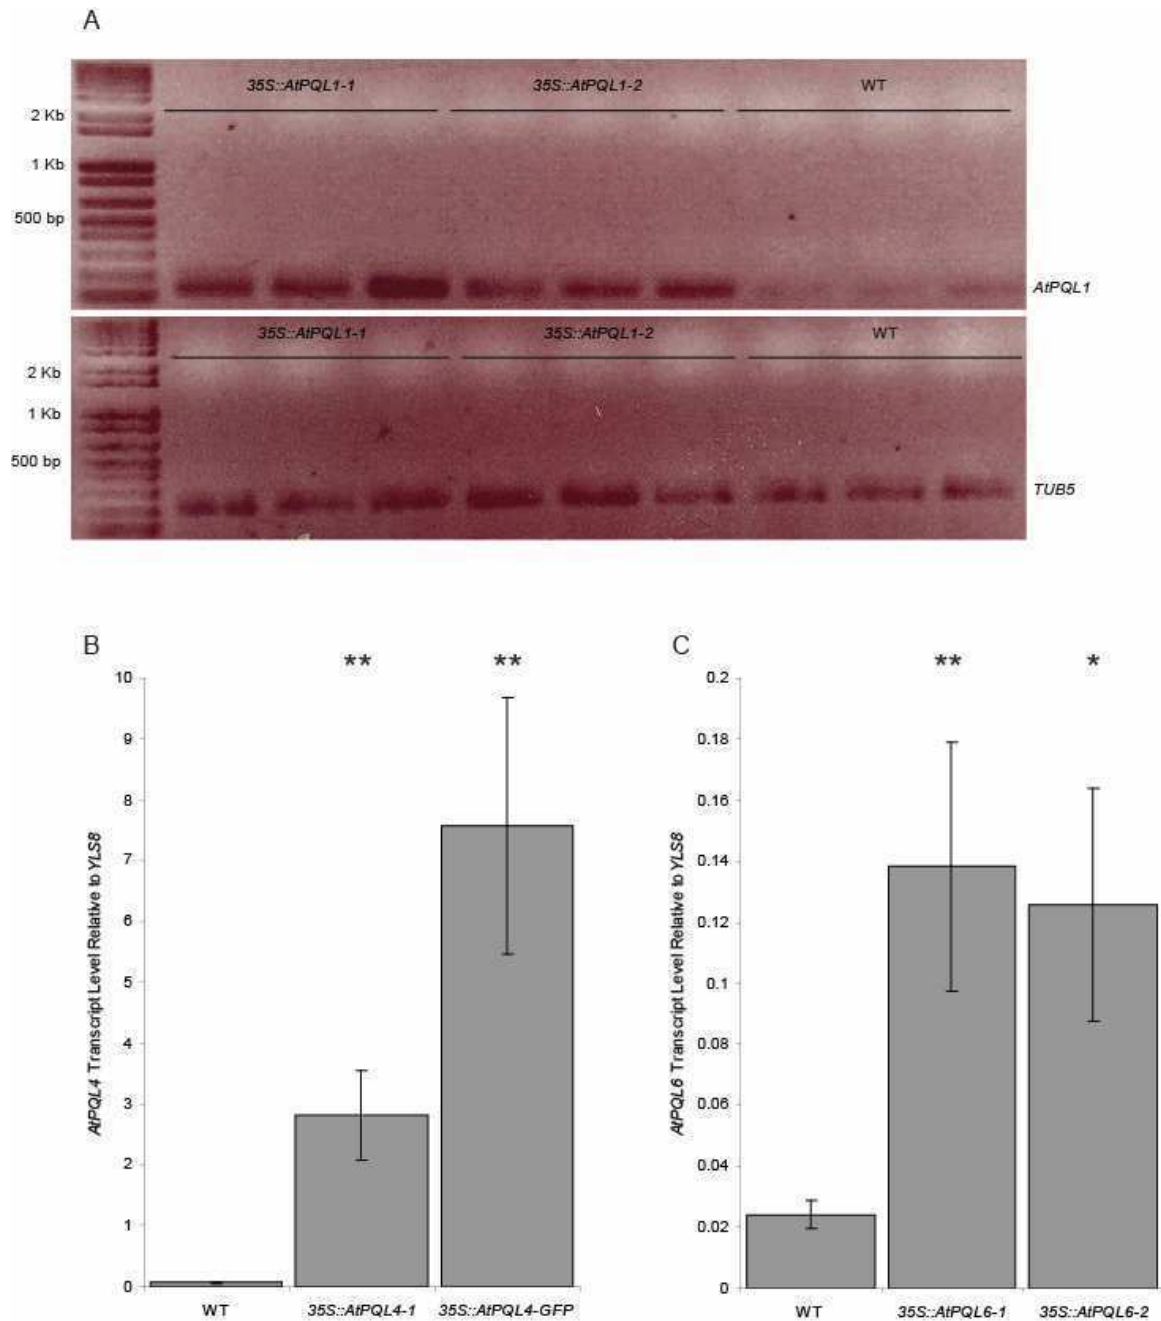 A
35S::AtPQL1-1 35S::AtPQL1-2 WT
2 Kb
1 Kb
500 bp
AtPQL1
35S::AtPQL1-1 35S::AtPQL1-2 WT
2 Kb
1 Kb
500 bp
TUB5
B
** **
10
9
8
7
6
5
4
3
2
1
0
AtPQL4 Transcript Level Relative to YLS8
WT 35S::AtPQL4-1 35S::AtPQL4-GFP
C
** *
0.2
0.18
0.16
0.14
0.12
0.1
0.08
0.06
0.04
0.02
0
AtPQL6 Transcript Level Relative to YLS8
WT 35S::AtPQL6-1 35S::AtPQL6-2